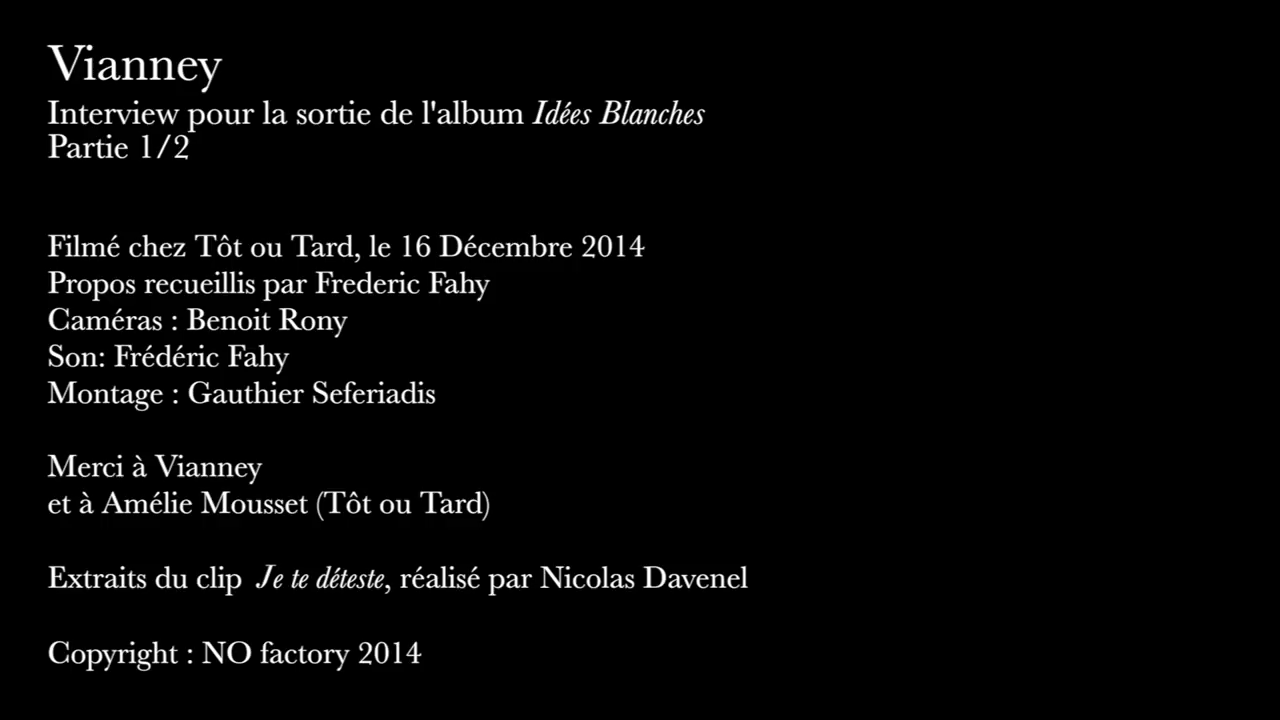 Vianney
Interview pour la sortie de l'album Idées Blanches
Partie 1/2
Filmé chez Tôt ou Tard, le 16 Décembre 2014
Propos recueillis par Frederic Fahy
Caméras : Benoit Rony
Son: Frédéric Fahy
Montage : Gauthier Seferiadis
Merci à Vianney
et à Amélie Mousset (Tôt ou Tard)
Extraits du clip Je te déteste, réalisé par Nicolas Davenel
Copyright : NO factory 2014